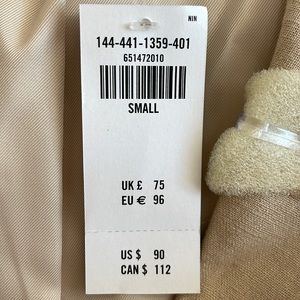 NIN
144-441-1359-401
651472010
SMALL
UK £ 75
EU € 96
US $ 90
CAN $ 112